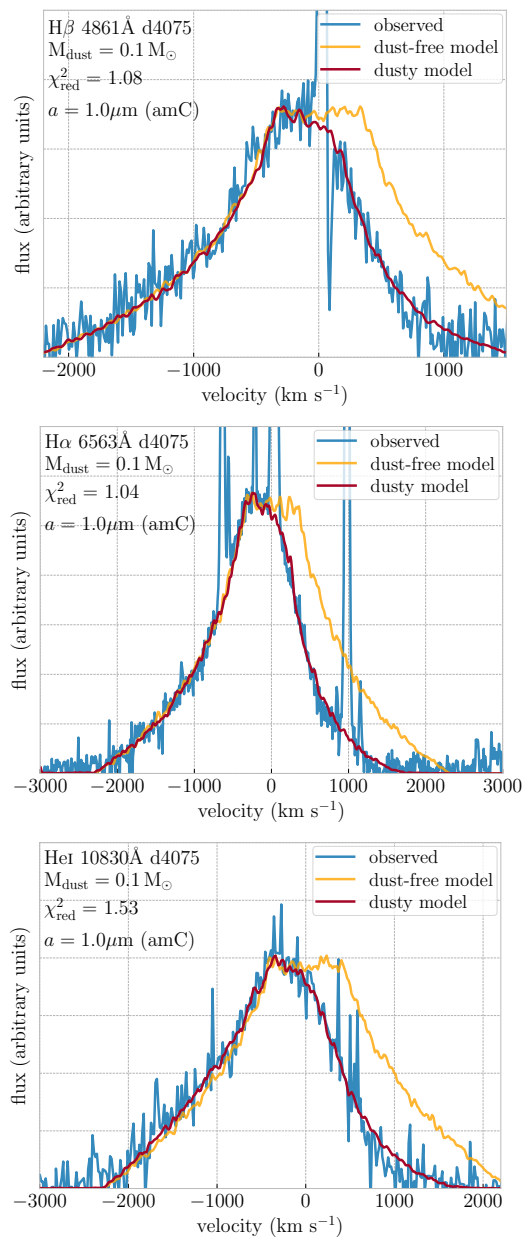 Hβ 4861Å d4075
M_dust = 0.1 M_⊙
χ²_red = 1.08
a = 1.0μm (amC)
observed
dust-free model
dusty model
flux (arbitrary units)
−2000 −1000 0 1000
velocity (km s⁻¹)
Hα 6563Å d4075
M_dust = 0.1 M_⊙
χ²_red = 1.04
a = 1.0μm (amC)
observed
dust-free model
dusty model
flux (arbitrary units)
−3000 −2000 −1000 0 1000 2000 3000
velocity (km s⁻¹)
HeI 10830Å d4075
M_dust = 0.1 M_⊙
χ²_red = 1.53
a = 1.0μm (amC)
observed
dust-free model
dusty model
flux (arbitrary units)
−3000 −2000 −1000 0 1000 2000
velocity (km s⁻¹)